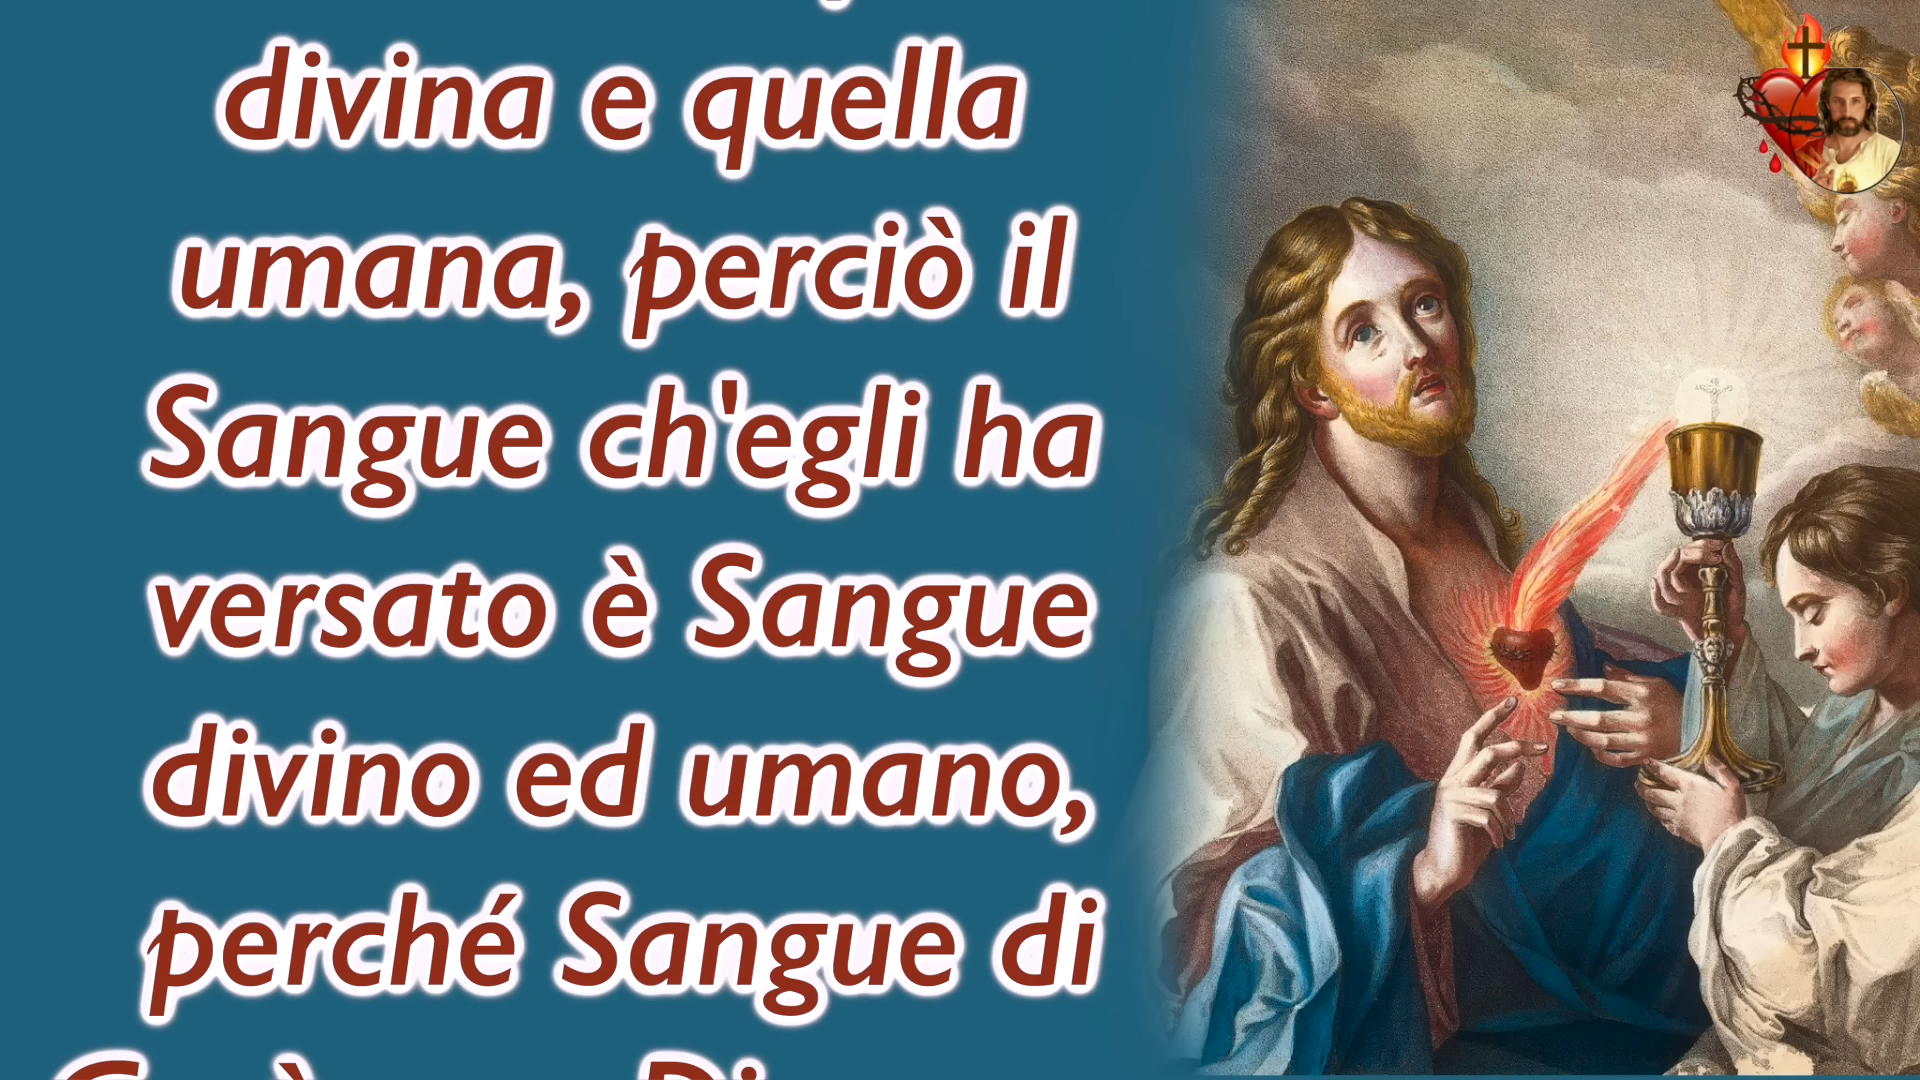 divina e quella
umana, perciò il
Sangue ch'egli ha
versato è Sangue
divino ed umano,
perché Sangue di